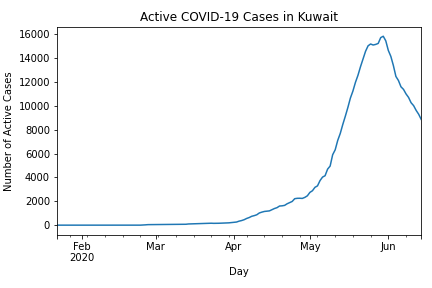 Active COVID-19 Cases in Kuwait
16000
14000
12000
10000
8000
6000
4000
2000
0
Number of Active Cases
Feb
2020
Mar
Apr
May
Jun
Day